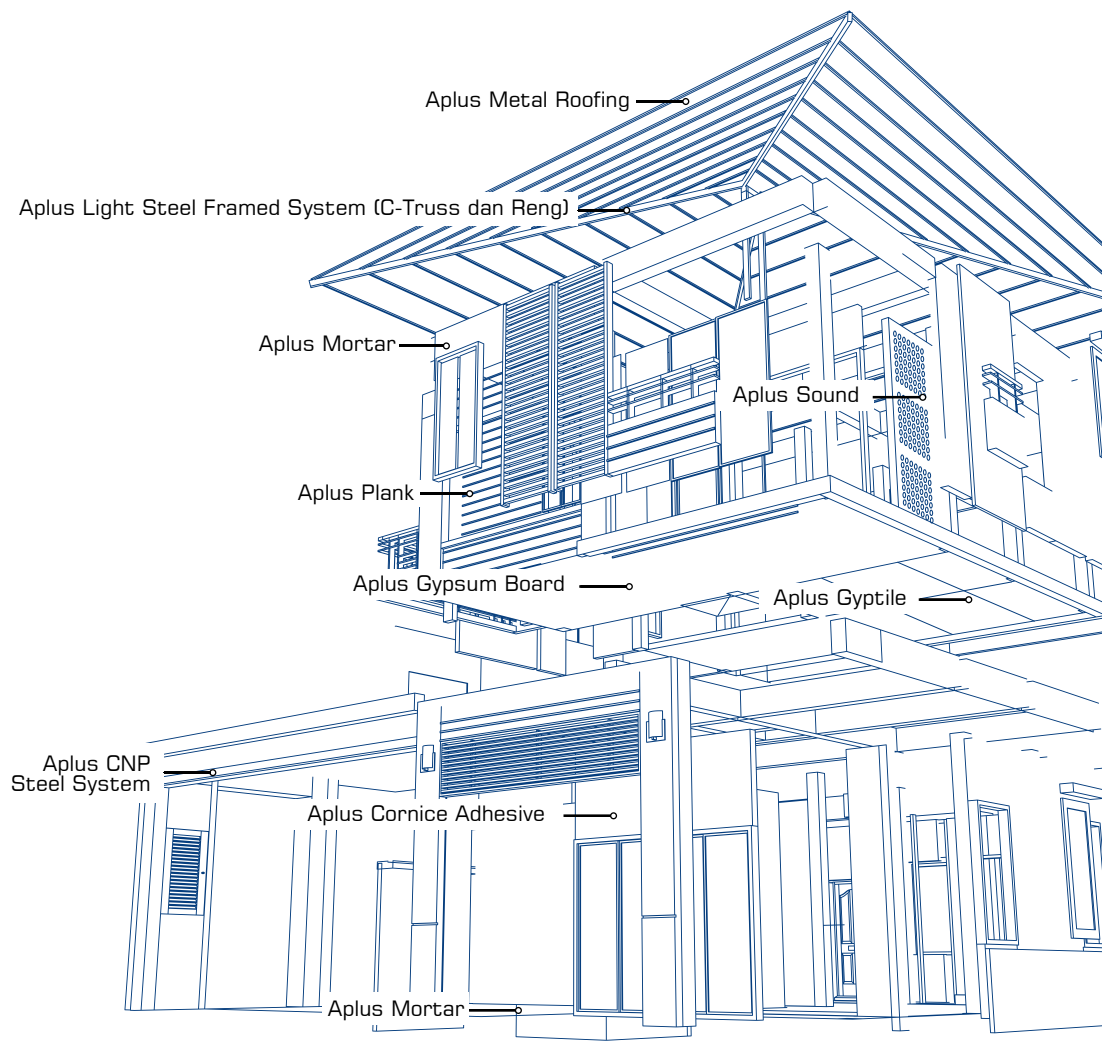 Aplus Metal Roofing
Aplus Light Steel Framed System (C-Truss dan Reng)
Aplus Mortar
Aplus Sound
Aplus Plank
Aplus Gypsum Board
Aplus Gyptile
Aplus CNP
Steel System
Aplus Cornice Adhesive
Aplus Mortar